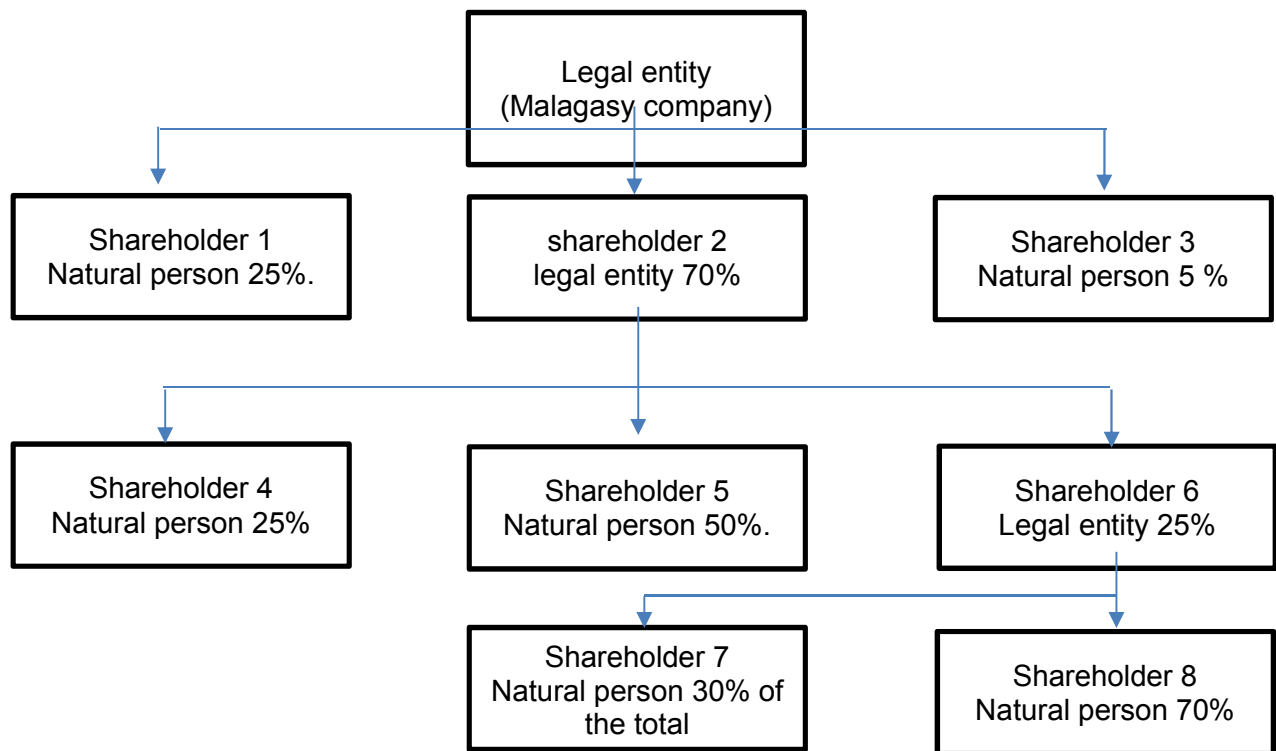 Legal entity
(Malagasy company)
Shareholder 1
Natural person 25%.
shareholder 2
legal entity 70%
Shareholder 3
Natural person 5 %
Shareholder 4
Natural person 25%
Shareholder 5
Natural person 50%.
Shareholder 6
Legal entity 25%
Shareholder 7
Natural person 30% of
the total
Shareholder 8
Natural person 70%